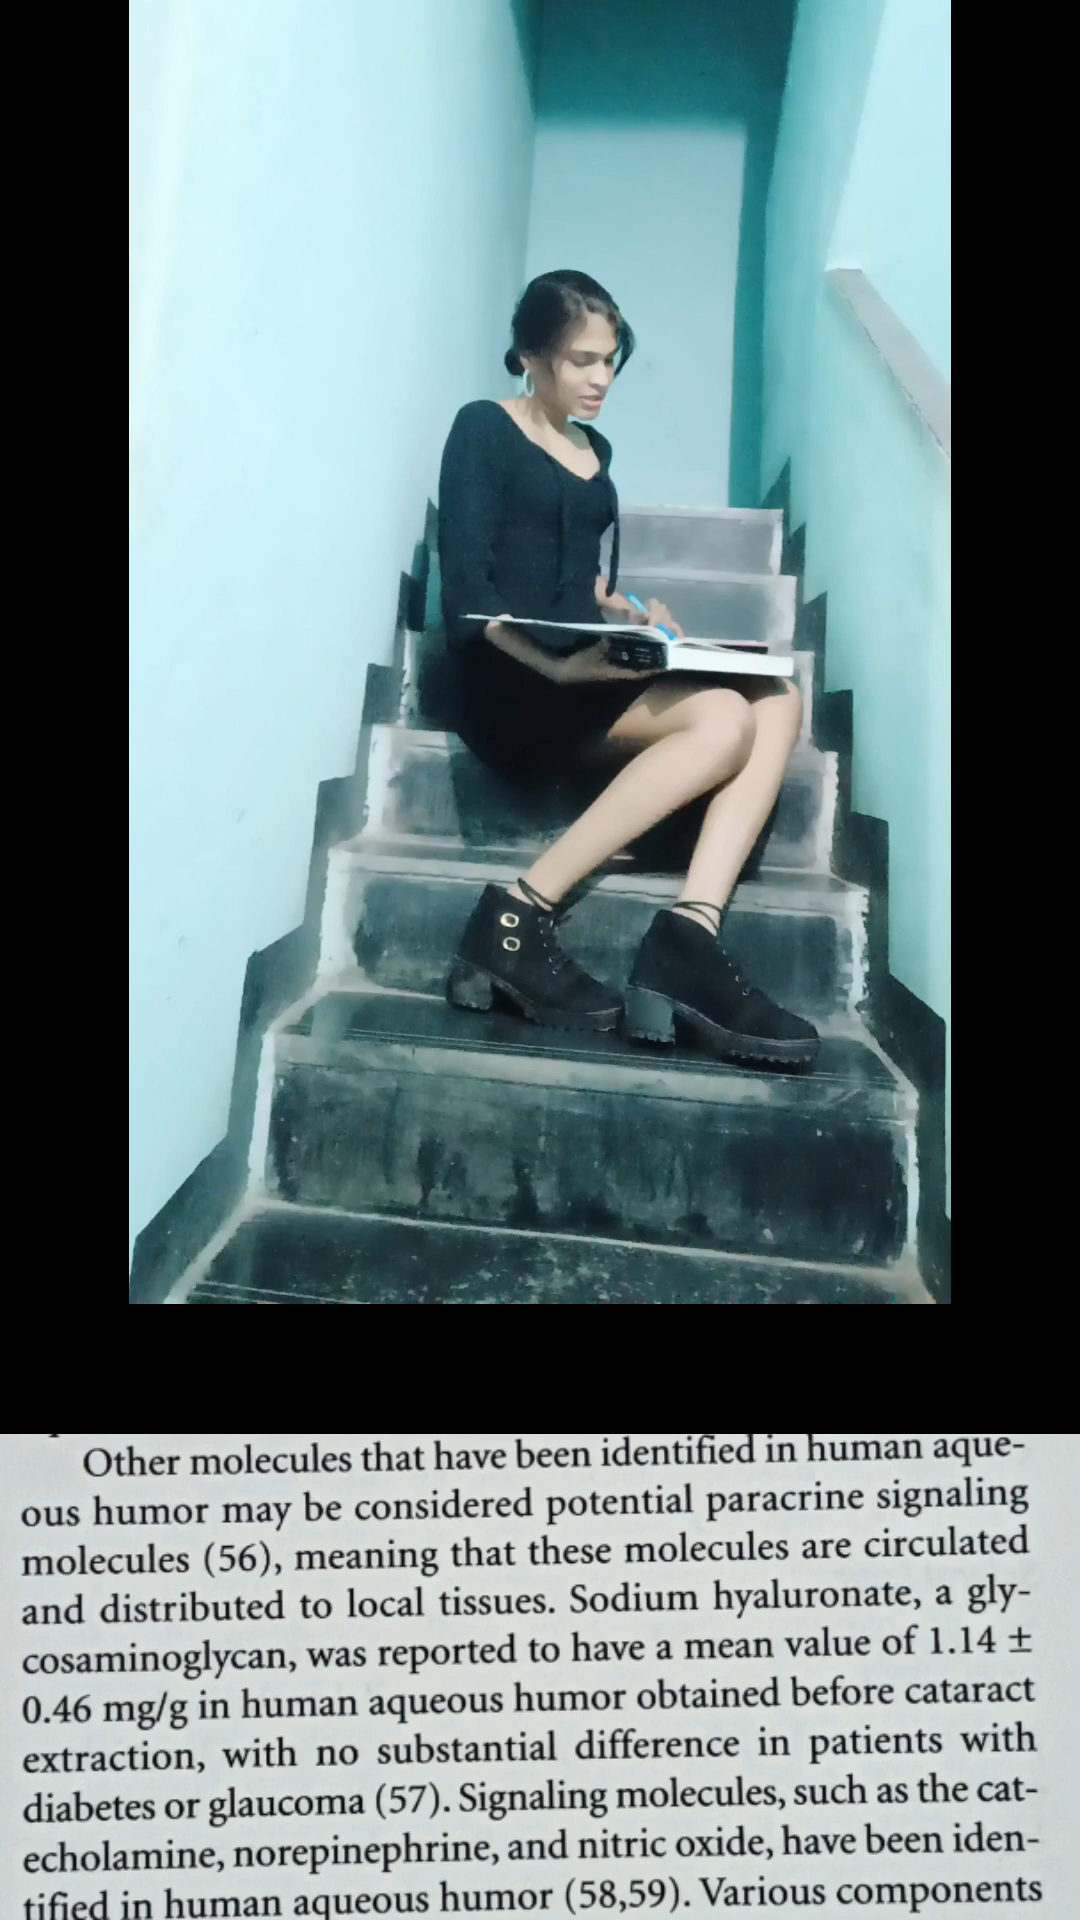 Other molecules that have been identified in human aque-
ous humor may be considered potential paracrine signaling
molecules (56), meaning that these molecules are circulated
and distributed to local tissues. Sodium hyaluronate, a gly-
cosaminoglycan, was reported to have a mean value of 1.14 ±
0.46 mg/g in human aqueous humor obtained before cataract
extraction, with no substantial difference in patients with
diabetes or glaucoma (57). Signaling molecules, such as the cat-
echolamine, norepinephrine, and nitric oxide, have been iden-
tified in human aqueous humor (58,59). Various components